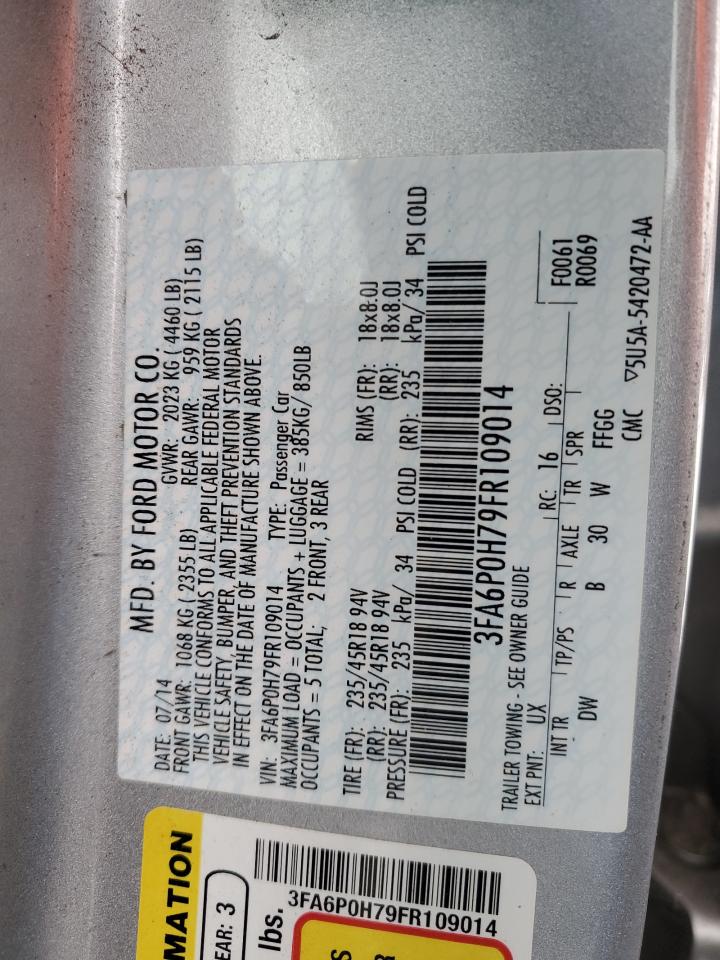 MFD. BY FORD MOTOR CO.
DATE: 07/14 GVWR: 2023 KG ( 4460 LB)
FRONT GAWR: 1068 KG ( 2355 LB) REAR GAWR: 959 KG ( 2115 LB)
THIS VEHICLE CONFORMS TO ALL APPLICABLE FEDERAL MOTOR
VEHICLE SAFETY, BUMPER, AND THEFT PREVENTION STANDARDS
IN EFFECT ON THE DATE OF MANUFACTURE SHOWN ABOVE.
VIN: 3FA6P0H79FR109014 TYPE: Passenger Car
MAXIMUM LOAD = OCCUPANTS + LUGGAGE = 385KG/ 850LB
OCCUPANTS = 5 TOTAL; 2 FRONT, 3 REAR
TIRE (FR): 235/45R18 94V RIMS (FR): 18x8.0J
(RR): 235/45R18 94V (RR): 18x8.0J
PRESSURE (FR): 235 kPa/ 34 PSI COLD (RR): 235 kPa/ 34 PSI COLD
3FA6P0H79FR109014
TRAILER TOWING - SEE OWNER GUIDE
EXT PNT: UX RC: 16 DSO: F0061
R0069
INT TR TP/PS R AXLE TR SPR
DW B 30 W FFGG
CMC ▽5U5A-5420472-AA
MATION
EAR: 3
lbs.
3FA6P0H79FR109014
S
R